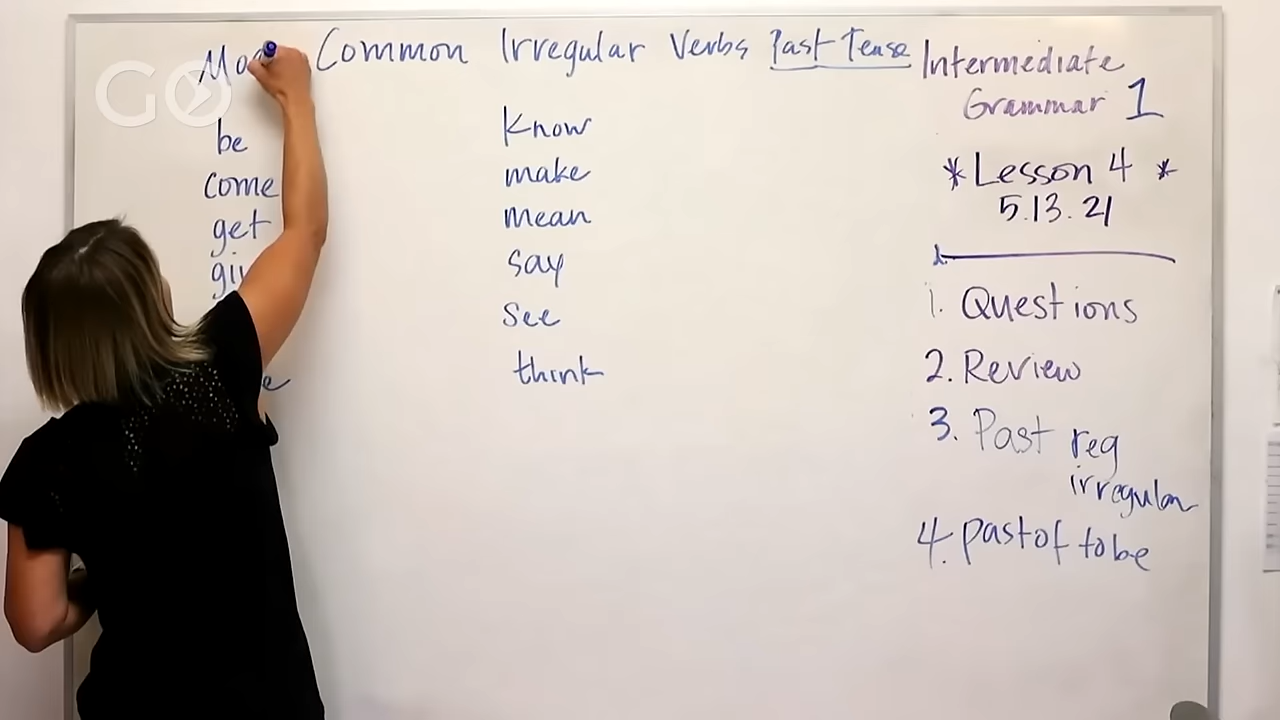 GO
Common Irregular Verbs Past Tense
be
come
get
know
make
mean
say
see
think
Intermediate
Grammar 1
* Lesson 4 *
5.13.21
1. Questions
2. Review
3. Past reg
irregular
4. past of to be